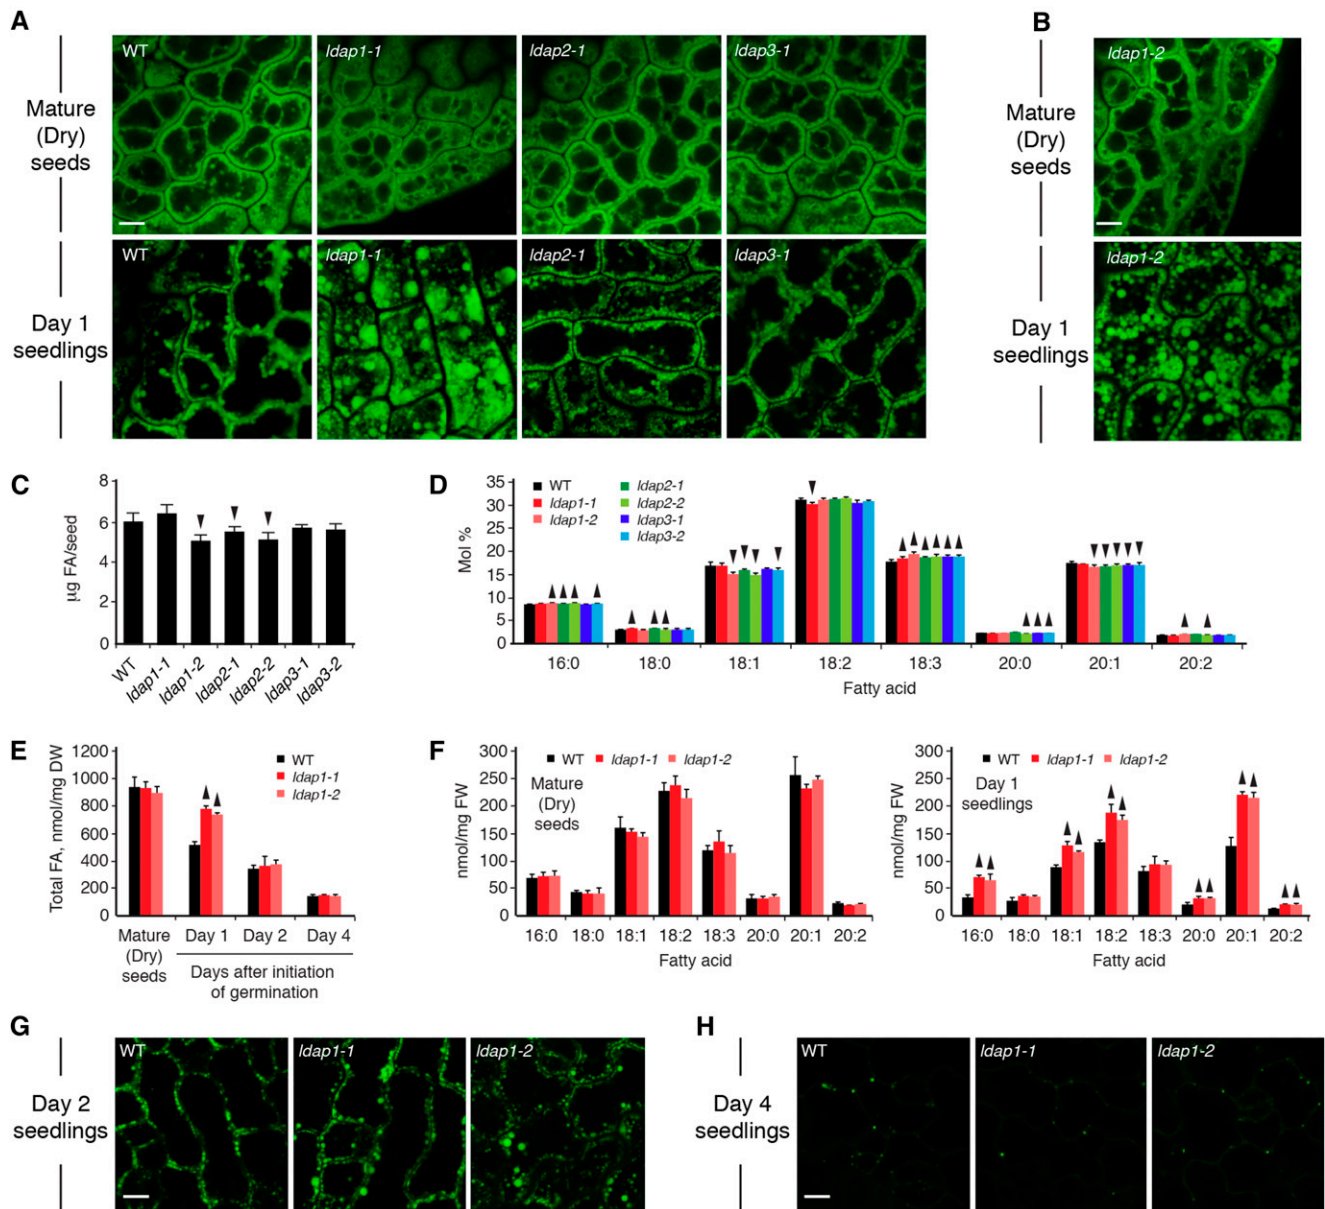 A
B
WT
ldap1-1
ldap2-1
ldap3-1
ldap1-2
Mature
(Dry)
seeds
Mature
(Dry)
seeds
WT
ldap1-1
ldap2-1
ldap3-1
ldap1-2
Day 1
seedlings
Day 1
seedlings
C
8
6
4
2
0
µg FA/seed
WT
ldap1-1
ldap1-2
ldap2-1
ldap2-2
ldap3-1
ldap3-2
D
35
30
25
20
15
10
5
0
Mol %
WT
ldap1-1
ldap1-2
ldap2-1
ldap2-2
ldap3-1
ldap3-2
16:0 18:0 18:1 18:2 18:3 20:0 20:1 20:2
Fatty acid
E
1200
1000
800
600
400
200
0
Total FA, nmol/mg DW
WT
ldap1-1
ldap1-2
Mature
(Dry)
seeds
Day 1 Day 2 Day 4
Days after initiation
of germination
F
300
250
200
150
100
50
0
nmol/mg FW
WT ldap1-1 ldap1-2
Mature
(Dry)
seeds
16:0 18:0 18:1 18:2 18:3 20:0 20:1 20:2
Fatty acid
300
250
200
150
100
50
0
nmol/mg FW
WT ldap1-1 ldap1-2
Day 1
seedlings
16:0 18:0 18:1 18:2 18:3 20:0 20:1 20:2
Fatty acid
G
WT
ldap1-1
ldap1-2
Day 2
seedlings
H
WT
ldap1-1
ldap1-2
Day 4
seedlings